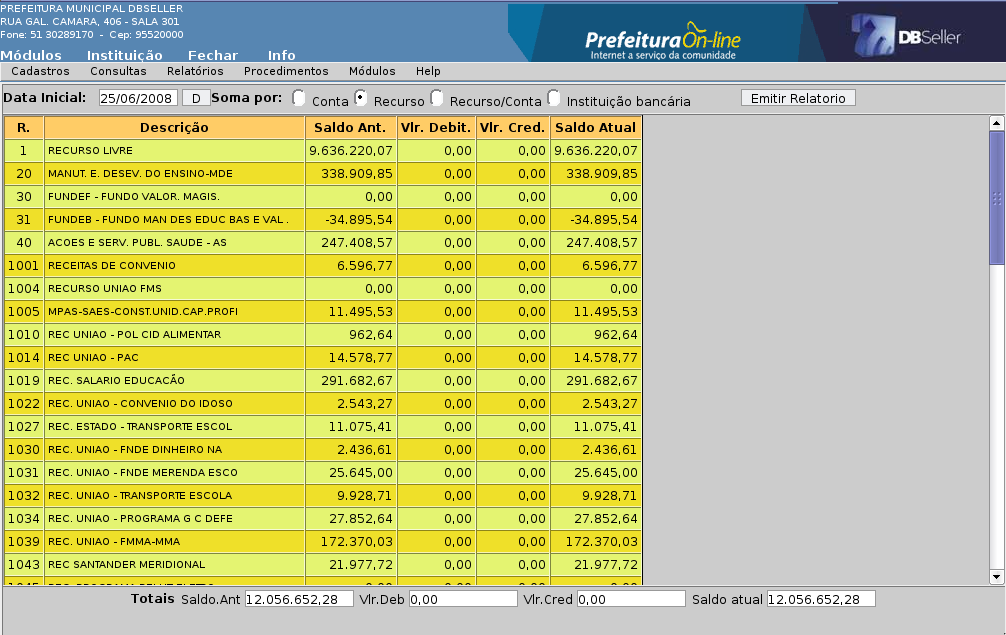 PREFEITURA MUNICIPAL DBSELLER
RUA GAL. CAMARA, 406 - SALA 301
Fone: 51 30289170 - Cep: 95520000
PrefeituraOn-line
Internet a serviço da comunidade
DBSeller
Módulos Instituição Fechar Info
Cadastros Consultas Relatórios Procedimentos Módulos Help
Data Inicial: 25/06/2008 D Soma por: Conta Recurso Recurso/Conta Instituição bancária Emitir Relatorio
R. Descrição Saldo Ant. Vlr. Debit. Vlr. Cred. Saldo Atual
1 RECURSO LIVRE 9.636.220,07 0,00 0,00 9.636.220,07
20 MANUT. E. DESEV. DO ENSINO-MDE 338.909,85 0,00 0,00 338.909,85
30 FUNDEF - FUNDO VALOR. MAGIS. 0,00 0,00 0,00 0,00
31 FUNDEB - FUNDO MAN DES EDUC BAS E VAL . -34.895,54 0,00 0,00 -34.895,54
40 ACOES E SERV. PUBL. SAUDE - AS 247.408,57 0,00 0,00 247.408,57
1001 RECEITAS DE CONVENIO 6.596,77 0,00 0,00 6.596,77
1004 RECURSO UNIAO FMS 0,00 0,00 0,00 0,00
1005 MPAS-SAES-CONST.UNID.CAP.PROFI 11.495,53 0,00 0,00 11.495,53
1010 REC UNIAO - POL CID ALIMENTAR 962,64 0,00 0,00 962,64
1014 REC UNIAO - PAC 14.578,77 0,00 0,00 14.578,77
1019 REC. SALARIO EDUCACÃO 291.682,67 0,00 0,00 291.682,67
1022 REC. UNIAO - CONVENIO DO IDOSO 2.543,27 0,00 0,00 2.543,27
1027 REC. ESTADO - TRANSPORTE ESCOL 11.075,41 0,00 0,00 11.075,41
1030 REC. UNIAO - FNDE DINHEIRO NA 2.436,61 0,00 0,00 2.436,61
1031 REC. UNIAO - FNDE MERENDA ESCO 25.645,00 0,00 0,00 25.645,00
1032 REC. UNIAO - TRANSPORTE ESCOLA 9.928,71 0,00 0,00 9.928,71
1034 REC. UNIAO - PROGRAMA G C DEFE 27.852,64 0,00 0,00 27.852,64
1039 REC. UNIAO - FMMA-MMA 172.370,03 0,00 0,00 172.370,03
1043 REC SANTANDER MERIDIONAL 21.977,72 0,00 0,00 21.977,72
Totais Saldo.Ant 12.056.652,28 Vlr.Deb 0,00 Vlr.Cred 0,00 Saldo atual 12.056.652,28